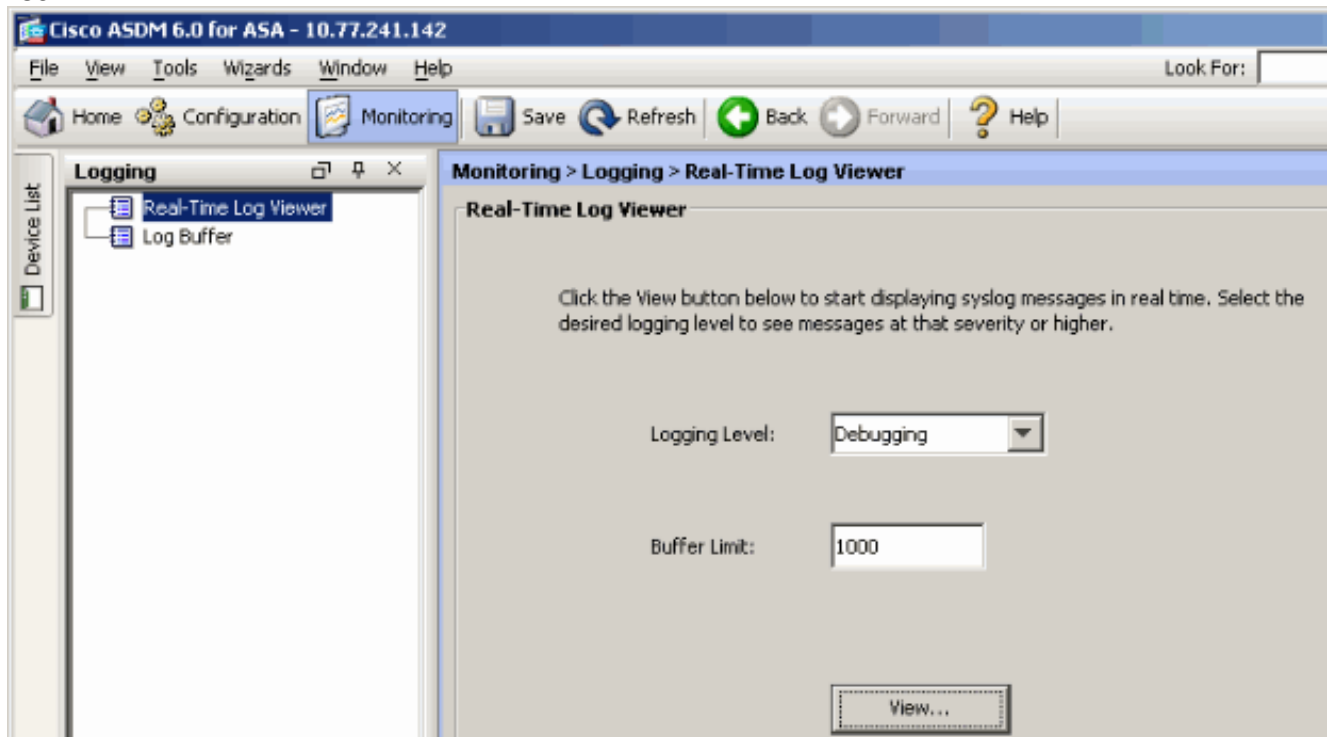 Cisco ASDM 6.0 for ASA - 10.77.241.142
File View Tools Wizards Window Help Look For:
Home Configuration Monitoring Save Refresh Back Forward Help
Device List
Logging
Real-Time Log Viewer
Log Buffer
Monitoring > Logging > Real-Time Log Viewer
Real-Time Log Viewer
Click the View button below to start displaying syslog messages in real time. Select the
desired logging level to see messages at that severity or higher.
Logging Level: Debugging
Buffer Limit: 1000
View...